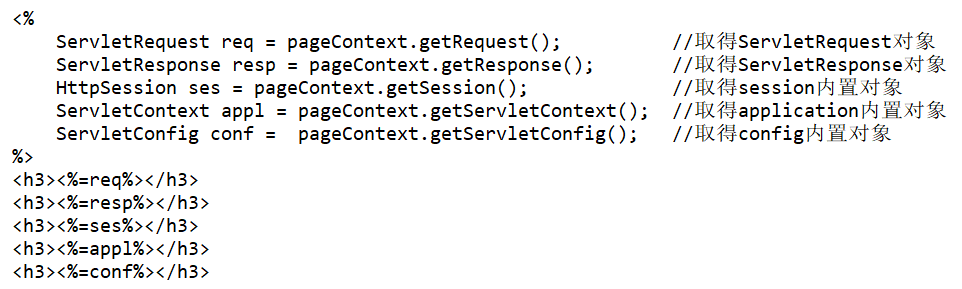 <%
    ServletRequest req = pageContext.getRequest();          //取得ServletRequest对象
    ServletResponse resp = pageContext.getResponse();       //取得ServletResponse对象
    HttpSession ses = pageContext.getSession();             //取得session内置对象
    ServletContext appl = pageContext.getServletContext();  //取得application内置对象
    ServletConfig conf =  pageContext.getServletConfig();   //取得config内置对象
%>
<h3><%=req%></h3>
<h3><%=resp%></h3>
<h3><%=ses%></h3>
<h3><%=appl%></h3>
<h3><%=conf%></h3>